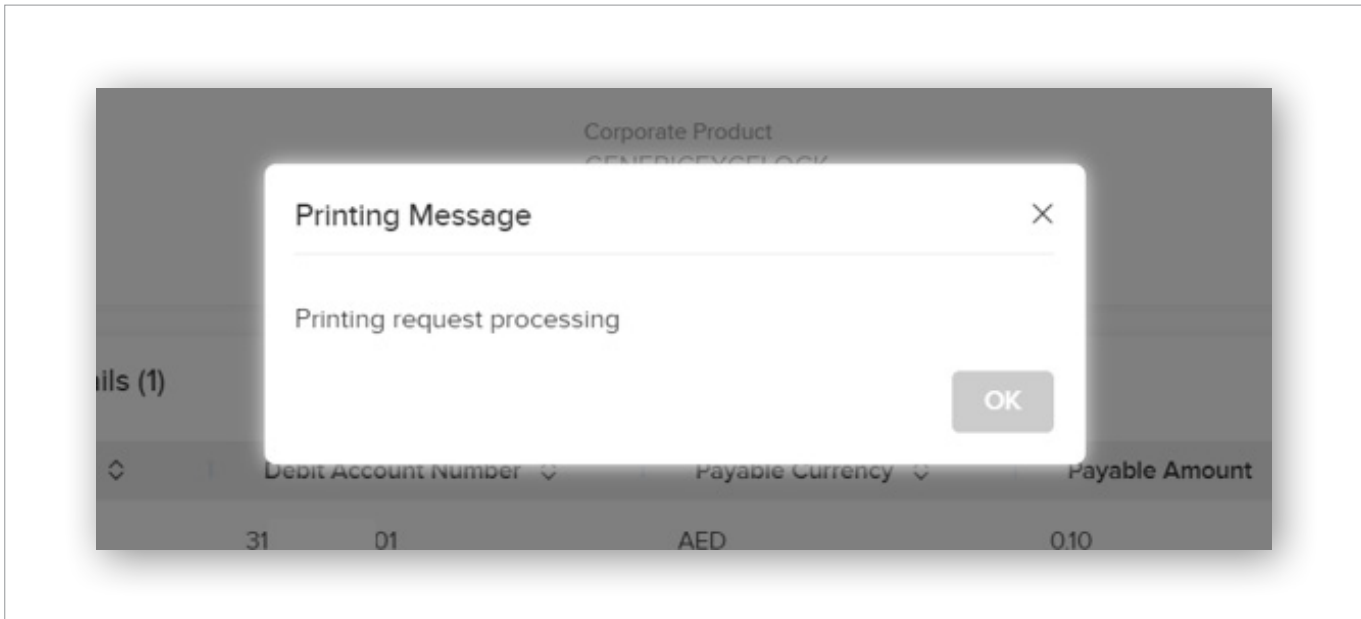 Corporate Product
Printing Message
Printing request processing
OK
ils (1)
Debit Account Number
Payable Currency
Payable Amount
31 01
AED
0.10